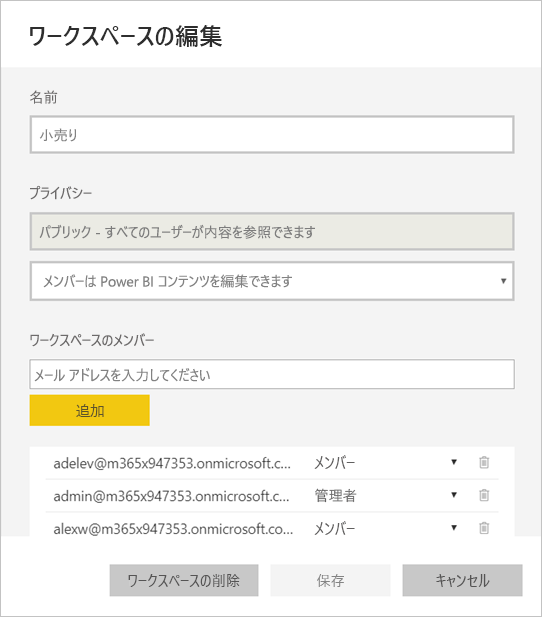 ワークスペースの編集
名前
小売り
プライバシー
パブリック - すべてのユーザーが内容を参照できます
メンバーは Power BI コンテンツを編集できます
ワークスペースのメンバー
メール アドレスを入力してください
追加
adelev@m365x947353.onmicrosoft.c... メンバー
admin@m365x947353.onmicrosoft.c... 管理者
alexw@m365x947353.onmicrosoft.co... メンバー
ワークスペースの削除 保存 キャンセル